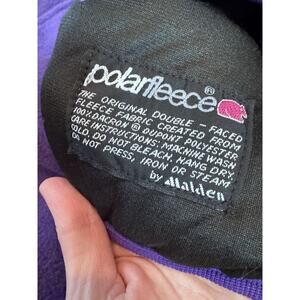 polarfleece®
THE ORIGINAL DOUBLE-FACED
FLEECE FABRIC CREATED FROM
100% DACRON® DUPONT POLYESTER
CARE INSTRUCTIONS: MACHINE WASH
COLD, DO NOT BLEACH, HANG DRY,
DO NOT PRESS, IRON OR STEAM
by Malden